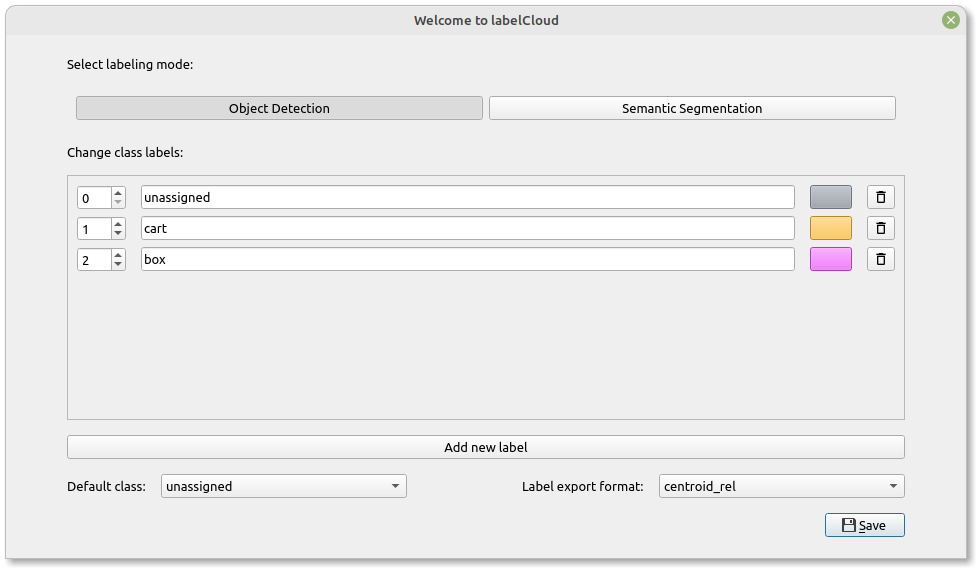 Welcome to labelCloud
Select labeling mode:
Object Detection Semantic Segmentation
Change class labels:
0 unassigned
1 cart
2 box
Add new label
Default class: unassigned Label export format: centroid_rel
Save